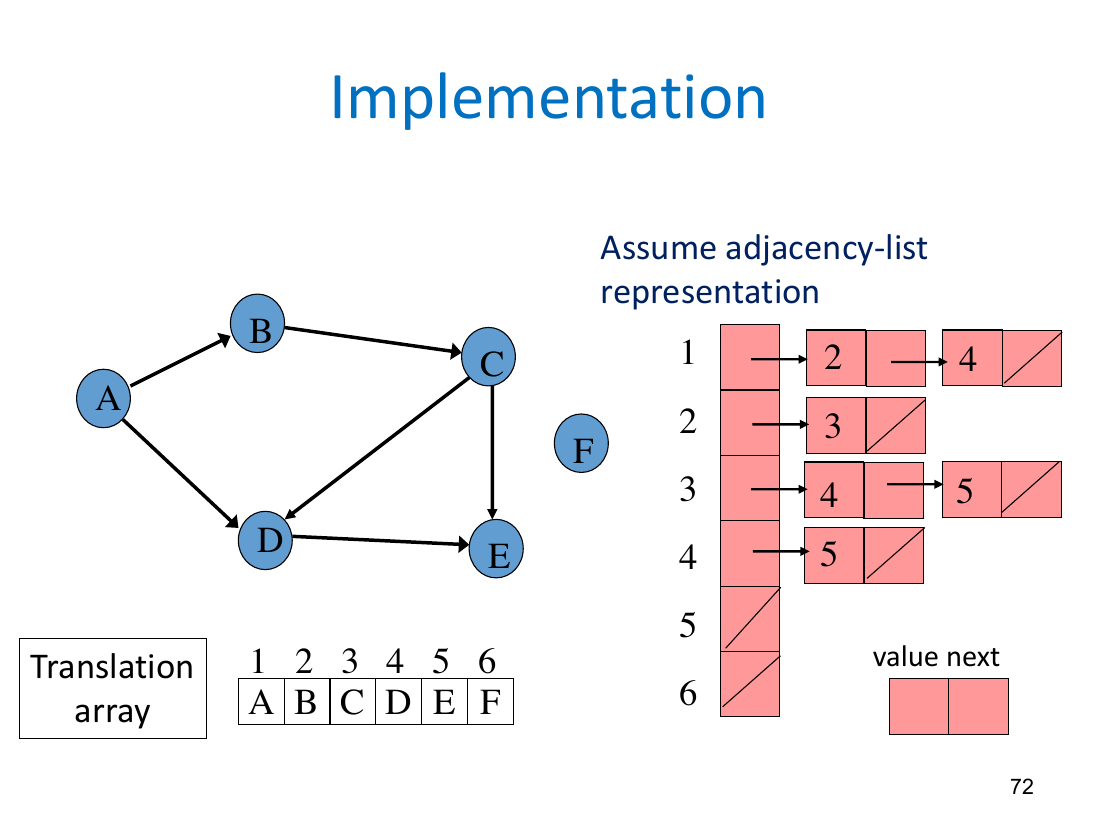 Implementation
Assume adjacency-list
representation
A
B
C
D
E
F
1 2 4
2 3
3 4 5
4 5
5
6
value next
Translation
array
1 2 3 4 5 6
A B C D E F
72